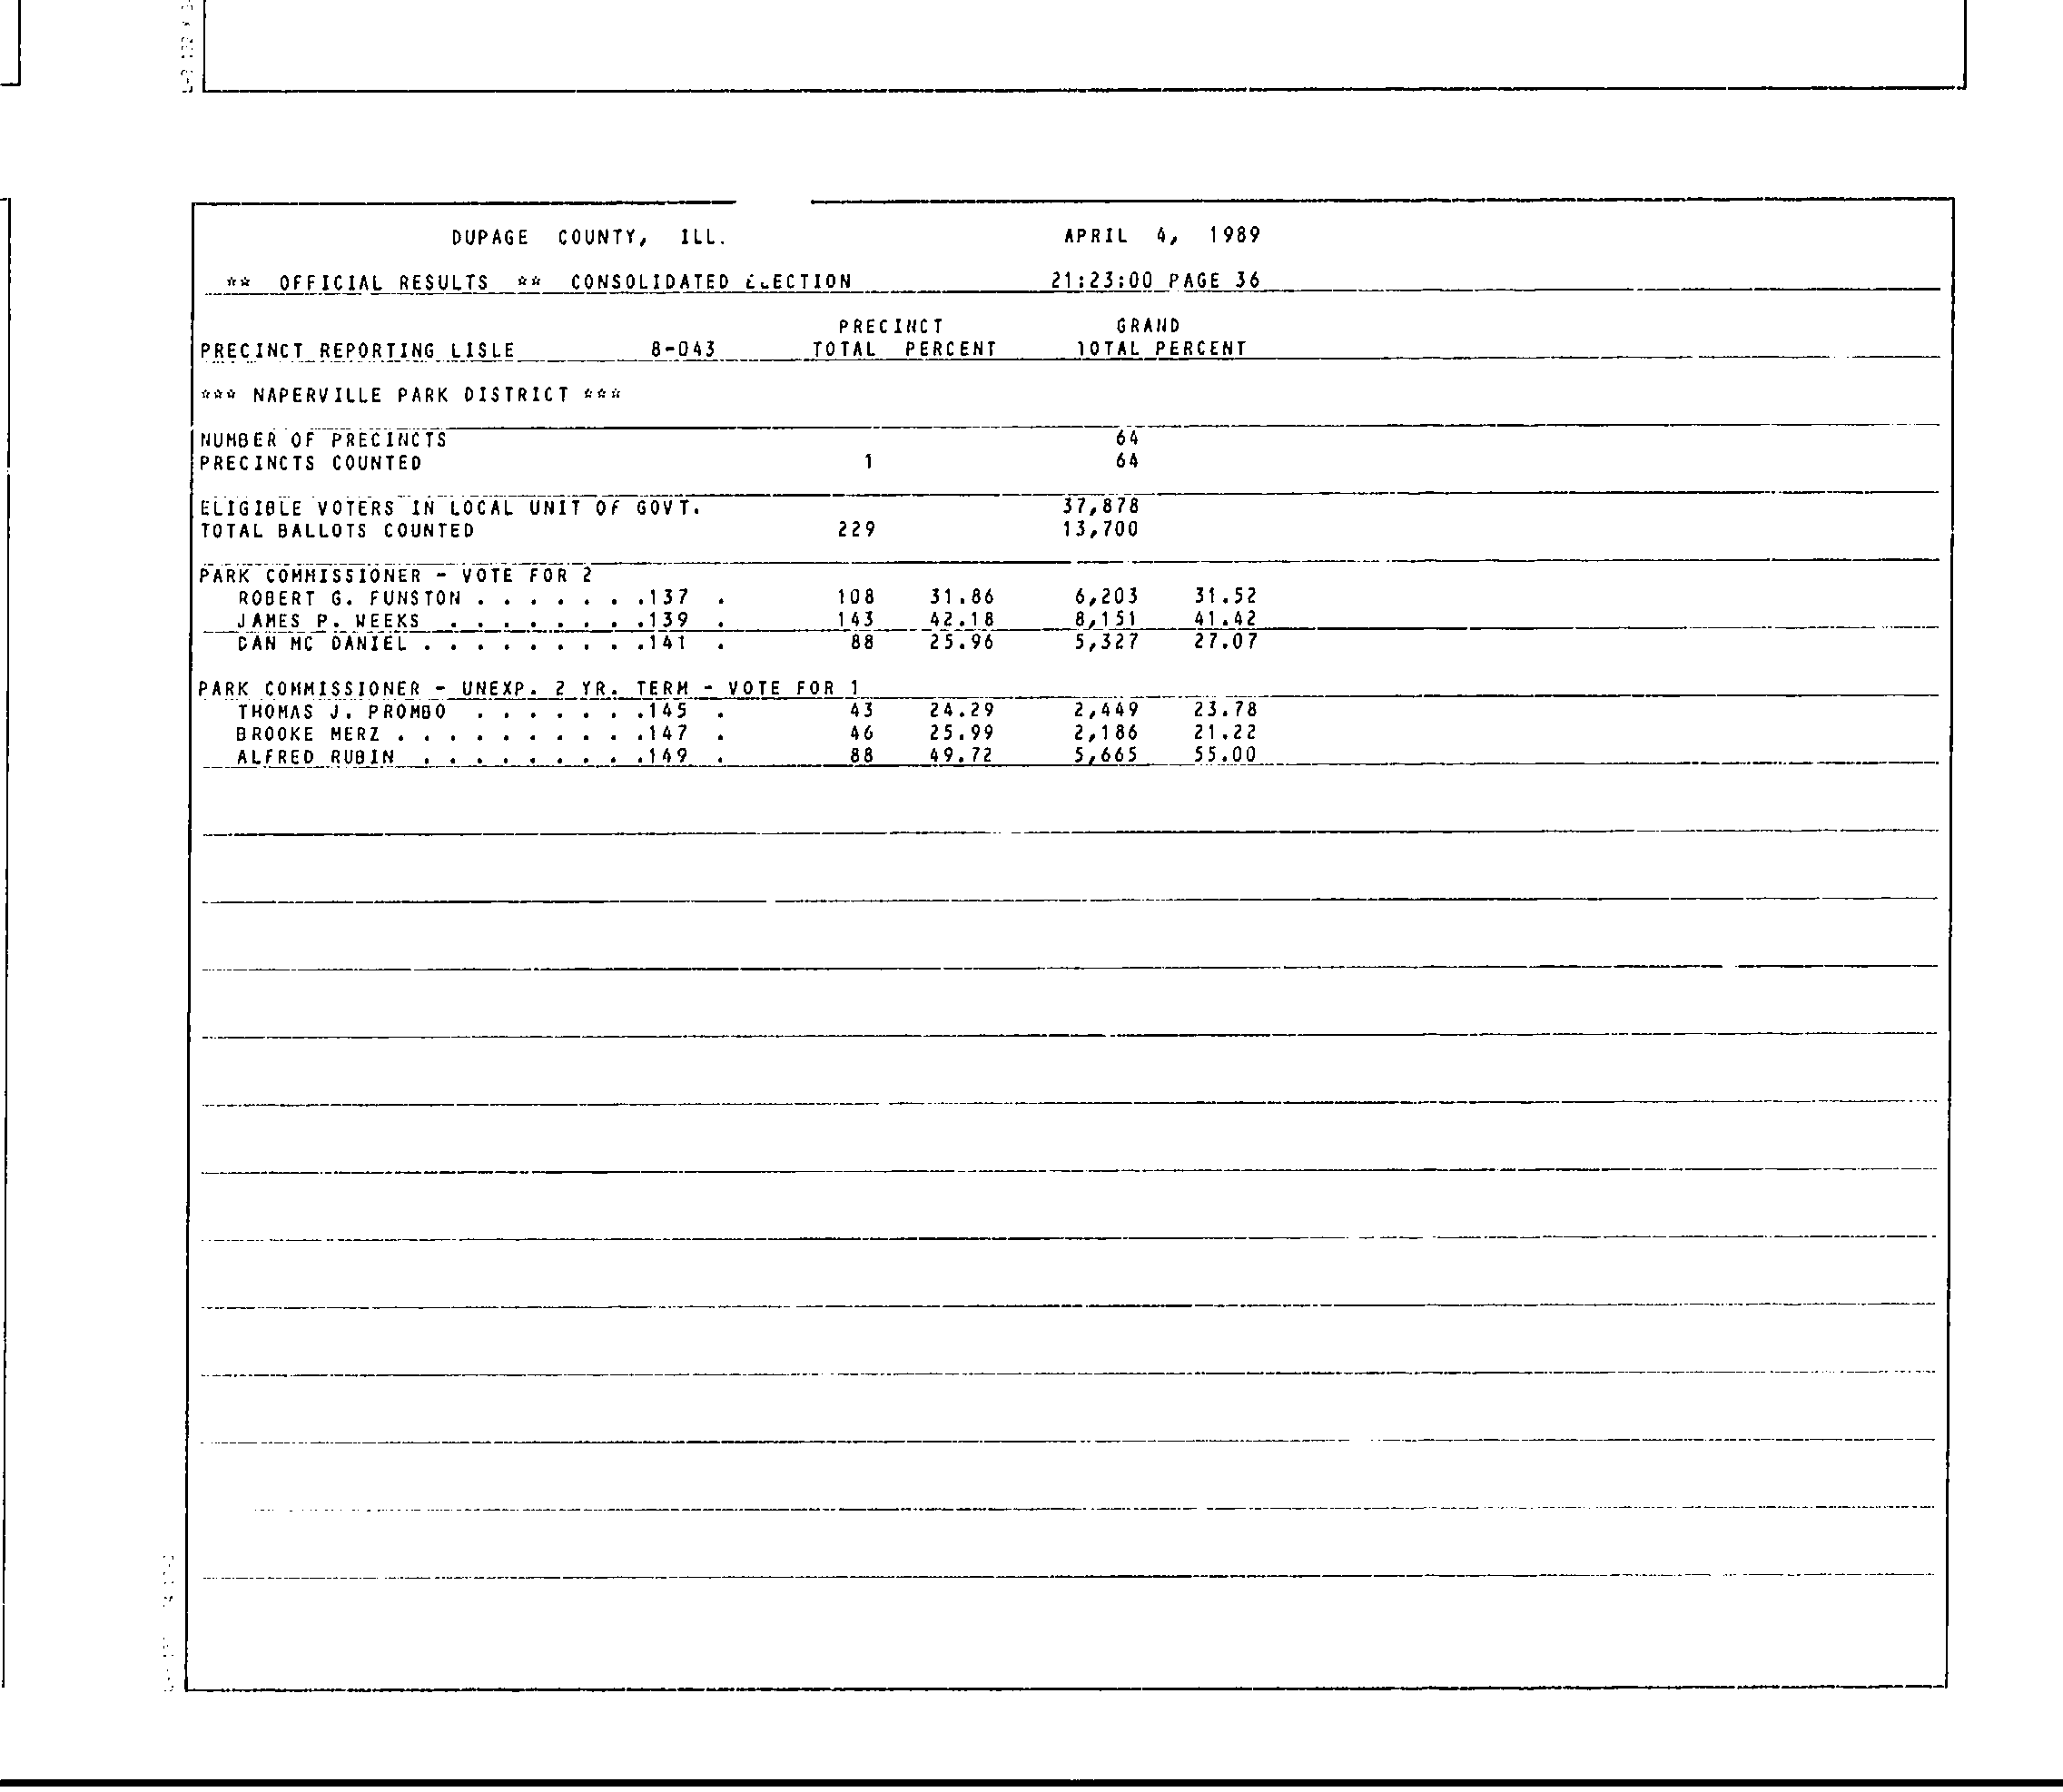 DUPAGE COUNTY, ILL. APRIL 4, 1989
** OFFICIAL RESULTS ** CONSOLIDATED ELECTION 21:23:00 PAGE 36
PRECINCT GRAND
PRECINCT REPORTING LISLE 8-043 TOTAL PERCENT TOTAL PERCENT
*** NAPERVILLE PARK DISTRICT ***
NUMBER OF PRECINCTS 64
PRECINCTS COUNTED 1 64
ELIGIBLE VOTERS IN LOCAL UNIT OF GOVT. 37,878
TOTAL BALLOTS COUNTED 229 13,700
PARK COMMISSIONER - VOTE FOR 2
ROBERT G. FUNSTON . . . . . . .137 . 108 31.86 6,203 31.52
JAMES P. WEEKS . . . . . . . .139 . 143 42.18 8,151 41.42
DAN MC DANIEL . . . . . . . . .141 . 88 25.96 5,327 27.07
PARK COMMISSIONER - UNEXP. 2 YR. TERM - VOTE FOR 1
THOMAS J. PROMBO . . . . . . .145 . 43 24.29 2,449 23.78
BROOKE MERZ . . . . . . . . . .147 . 46 25.99 2,186 21.22
ALFRED RUBIN . . . . . . . . .149 . 88 49.72 5,665 55.00